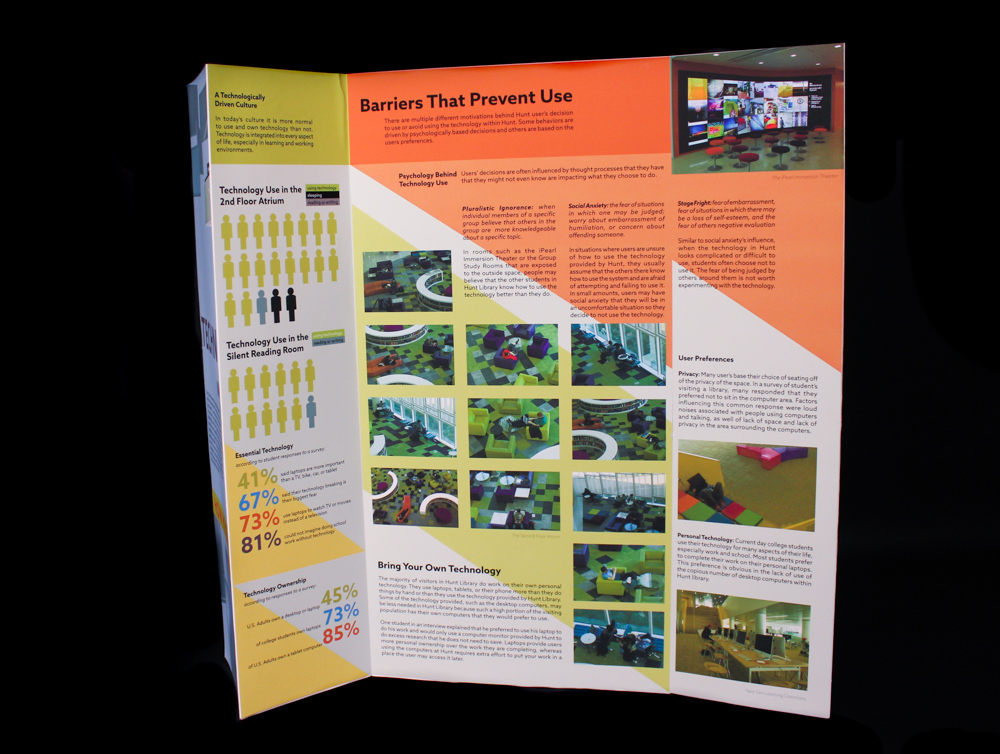 A Technologically
Driven Culture
In today's culture it is more normal
to use and own technology than not.
Technology is integrated into every aspect
of life, especially in learning and working
environments.
Technology Use in the
2nd Floor Atrium
using technology
sleeping
reading or writing
Technology Use in the
Silent Reading Room
using technology
reading or writing
Essential Technology
according to student responses to a survey:
41% said laptops are more important
than a TV, bike, car, or tablet
67% said their technology breaking is
their biggest fear
73% use laptops to watch TV or movies
instead of a television
81% could not imagine doing school
work without technology
Technology Ownership
according to responses to a survey:
U.S. Adults own a desktop or laptop 45%
of college students own laptops 73%
of U.S. Adults own a tablet computer 85%
Barriers That Prevent Use
There are multiple different motivations behind Hunt user's decision
to use or avoid using the technology within Hunt. Some behaviors are
driven by psychologically based decisions and others are based on the
users preferences.
Psychology Behind
Technology Use
Users' decisions are often influenced by thought processes that they have
that they might not even know are impacting what they choose to do.
Pluralistic Ignorance: when
individual members of a specific
group believe that others in the
group are more knowledgeable
about a specific topic.
In rooms such as the iPearl
Immersion Theater or the Group
Study Rooms that are exposed
to the outside space, people may
believe that the other students in
Hunt Library know how to use the
technology better than they do.
Social Anxiety: the fear of situations
in which one may be judged;
worry about embarrassment of
humiliation, or concern about
offending someone.
In situations where users are unsure
of how to use the technology
provided by Hunt, they usually
assume that the others there know
how to use the system and are afraid
of attempting and failing to use it.
In small amounts, users may have
social anxiety that they will be in
an uncomfortable situation so they
decide to not use the technology.
The Second Floor Atrium
Bring Your Own Technology
The majority of visitors in Hunt Library do work on their own personal
technology. They use laptops, tablets, or their phone more than they do
things by hand or than they use the technology provided by Hunt Library.
Some of the technology provided, such as the desktop computers, may
be less needed in Hunt Library because such a high portion of the visiting
population has their own computers that they would prefer to use.
One student in an interview explained that he preferred to use his laptop to
do his work and would only use a computer monitor provided by Hunt to
do excess research that he does not need to save. Laptops provide users
more personal ownership over the work they are completing, whereas
using the computers at Hunt requires extra effort to put your work in a
place the user may access it later.
The iPearl Immersion Theater
Stage Fright: fear of embarrassment,
fear of situations in which there may
be a loss of self-esteem, and the
fear of others negative evaluation
Similar to social anxiety's influence,
when the technology in Hunt
looks complicated or difficult to
use, students often choose not to
use it. The fear of being judged by
others around them is not worth
experimenting with the technology.
User Preferences
Privacy: Many user's base their choice of seating off
of the privacy of the space. In a survey of student's
visiting a library, many responded that they
preferred not to sit in the computer area. Factors
influencing this common response were loud
noises associated with people using computers
and talking, as well as lack of space and lack of
privacy in the area surrounding the computers.
Personal Technology: Current day college students
use their technology for many aspects of their life,
especially work and school. Most students prefer
to complete their work on their personal laptops.
This preference is obvious in the lack of use of
the copious number of desktop computers within
Hunt library.